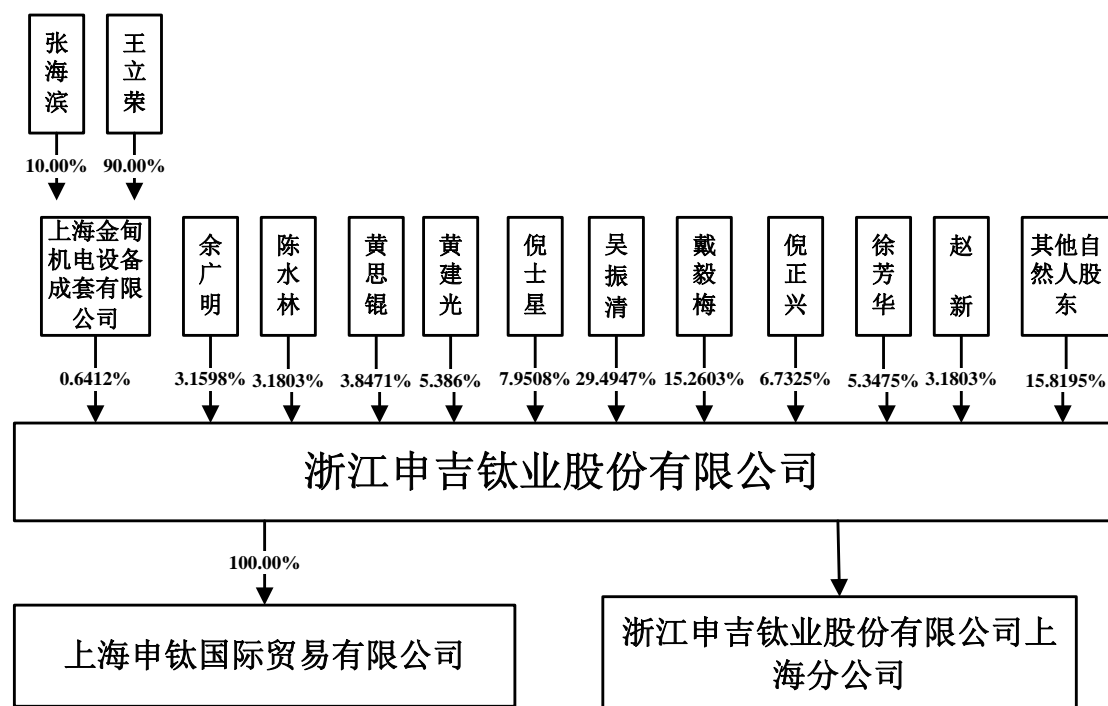 张海滨
王立荣
10.00%
90.00%
上海金甸
机电设备
成套有限
公司
余广明
陈水林
黄思锟
黄建光
倪士星
吴振清
戴毅梅
倪正兴
徐芳华
赵 新
其他自
然人股
东
0.6412%
3.1598%
3.1803%
3.8471%
5.386%
7.9508%
29.4947%
15.2603%
6.7325%
5.3475%
3.1803%
15.8195%
浙江申吉钛业股份有限公司
100.00%
上海申钛国际贸易有限公司
浙江申吉钛业股份有限公司上
海分公司